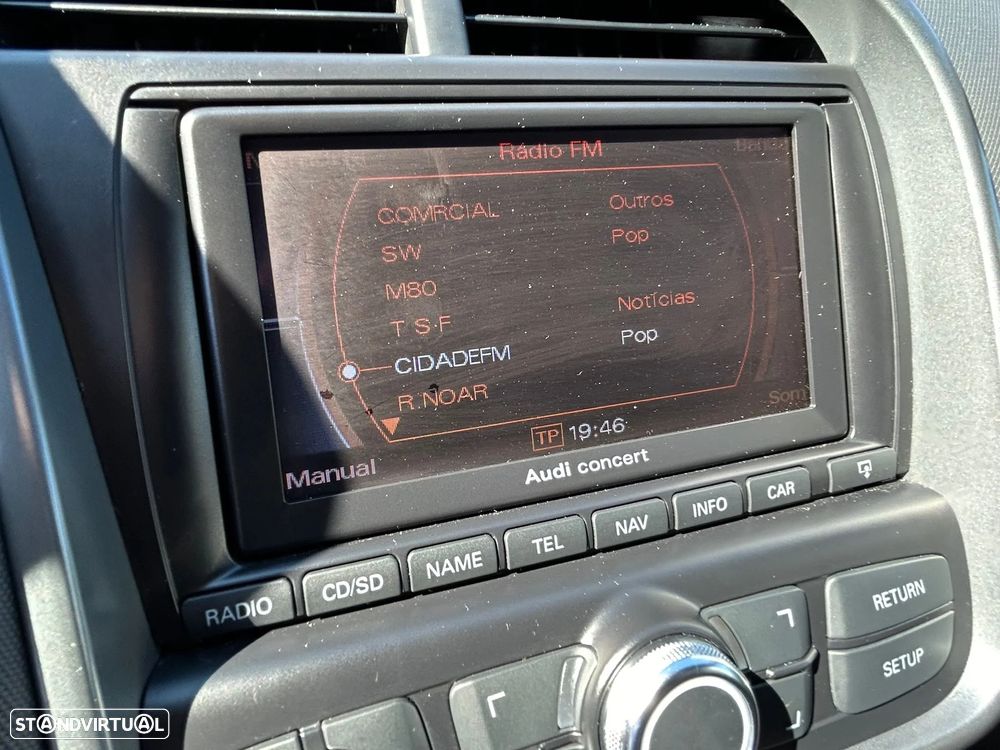 Rádio FM
COMRCIAL Outros
SW Pop
M80
T S F Notícias
CIDADEFM Pop
R.NOAR
Som
TP 19:46
Manual
Audi concert
RADIO CD/SD NAME TEL NAV INFO CAR
RETURN
SETUP
STANDVIRTUAL